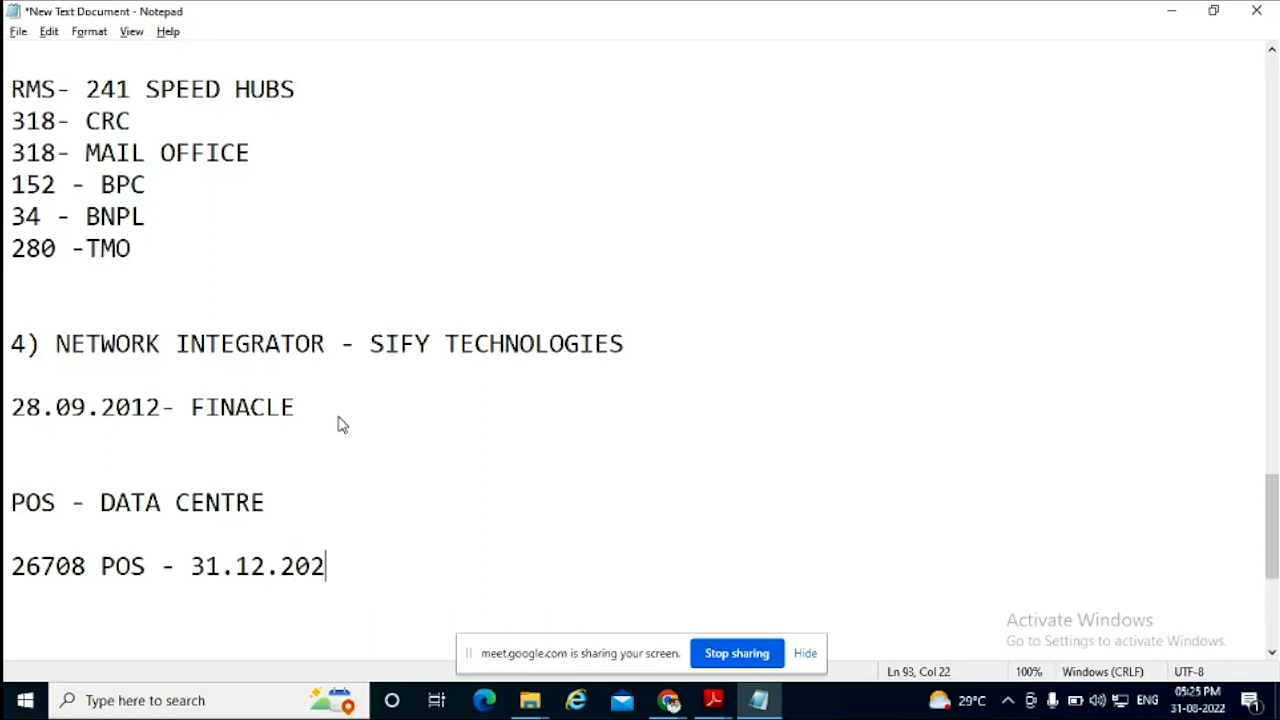 *New Text Document - Notepad
File Edit Format View Help
RMS- 241 SPEED HUBS
318- CRC
318- MAIL OFFICE
152 - BPC
34 - BNPL
280 -TMO
4) NETWORK INTEGRATOR - SIFY TECHNOLOGIES
28.09.2012- FINACLE
POS - DATA CENTRE
26708 POS - 31.12.202
Activate Windows
Go to Settings to activate Windows.
meet.google.com is sharing your screen. Stop sharing Hide
Ln 93, Col 22 100% Windows (CRLF) UTF-8
Type here to search 29°C ENG 05:25 PM
31-08-2022 1